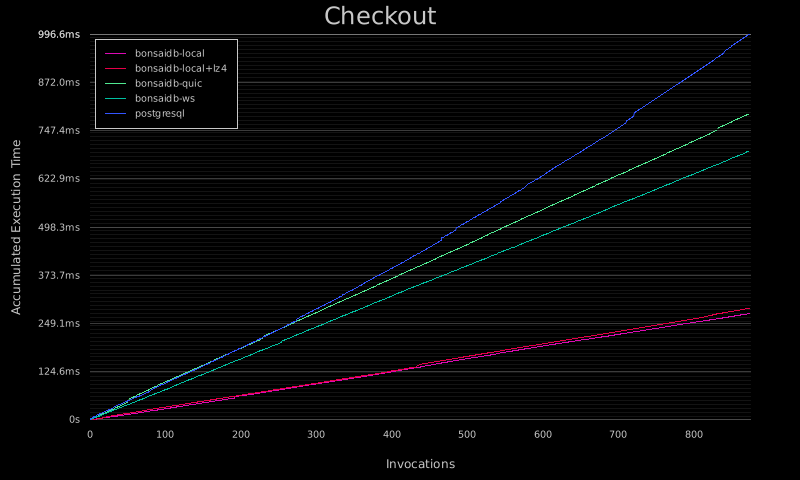 Checkout
996.6ms
872.0ms
747.4ms
622.9ms
498.3ms
373.7ms
249.1ms
124.6ms
0s
Accumulated Execution Time
bonsaidb-local
bonsaidb-local+lz4
bonsaidb-quic
bonsaidb-ws
postgresql
0 100 200 300 400 500 600 700 800
Invocations